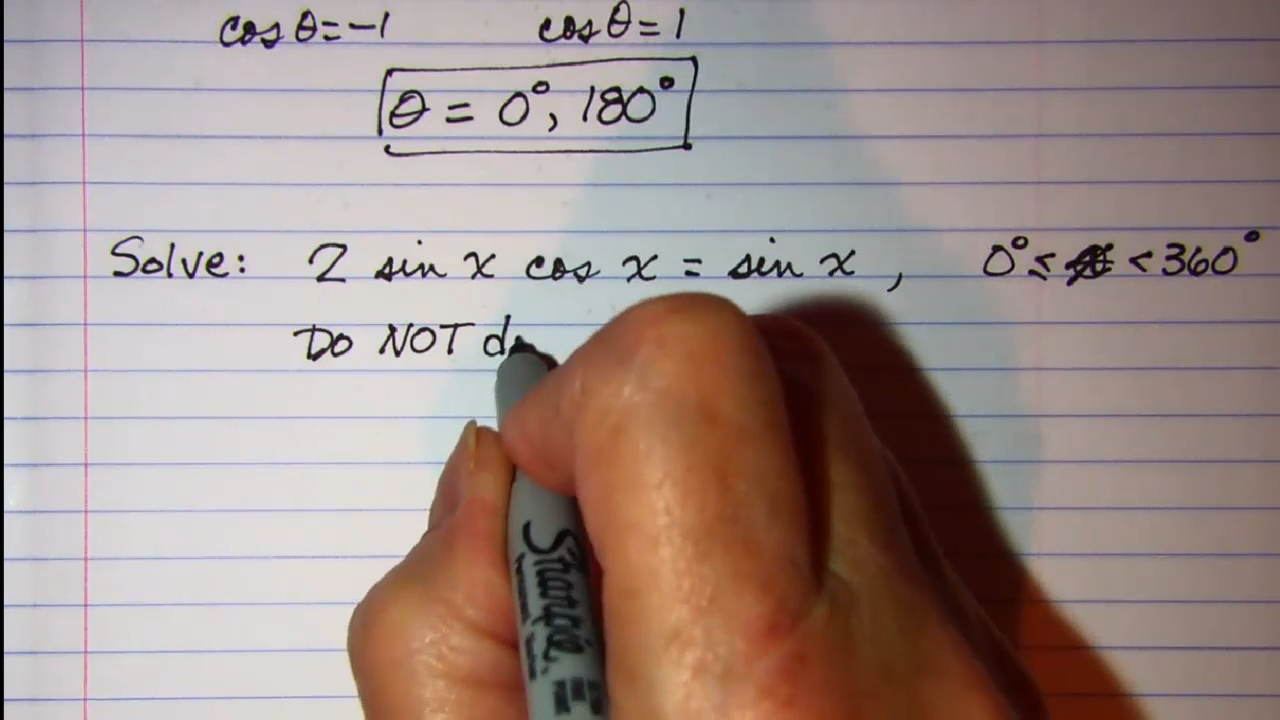 cos θ = -1 cos θ = 1
θ = 0°, 180°
Solve: 2 sin x cos x = sin x , 0° ≤ x < 360°
DO NOT d
Sharpie